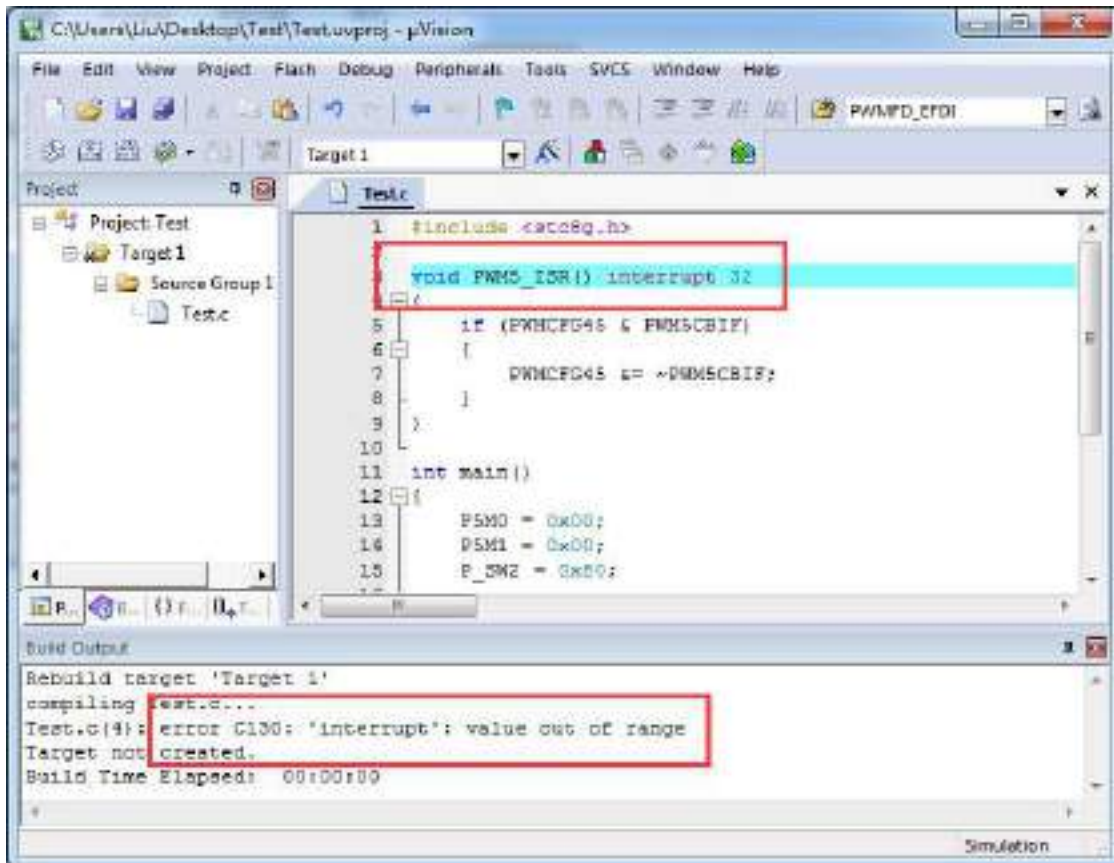 C:\Users\Liu\Desktop\Test\Test.uvproj - µVision
File Edit View Project Flash Debug Peripherals Tools SVCS Window Help
PWMFD_EFDI
Target 1
Project
Test.c
Project: Test
Target 1
Source Group 1
Test.c
1 #include <stc8g.h>
2
3 void PWM5_ISR() interrupt 32
4 {
5 if (PWMCFG45 & PWM5CBIF)
6 {
7 PWMCFG45 &= ~PWM5CBIF;
8 }
9 }
10
11 int main()
12 {
13 P5M0 = 0x00;
14 P5M1 = 0x00;
15 P_SW2 = 0x80;
Build Output
Rebuild target 'Target 1'
compiling Test.c...
Test.c(4): error C130: 'interrupt': value out of range
Target not created.
Build Time Elapsed: 00:00:00
Simulation